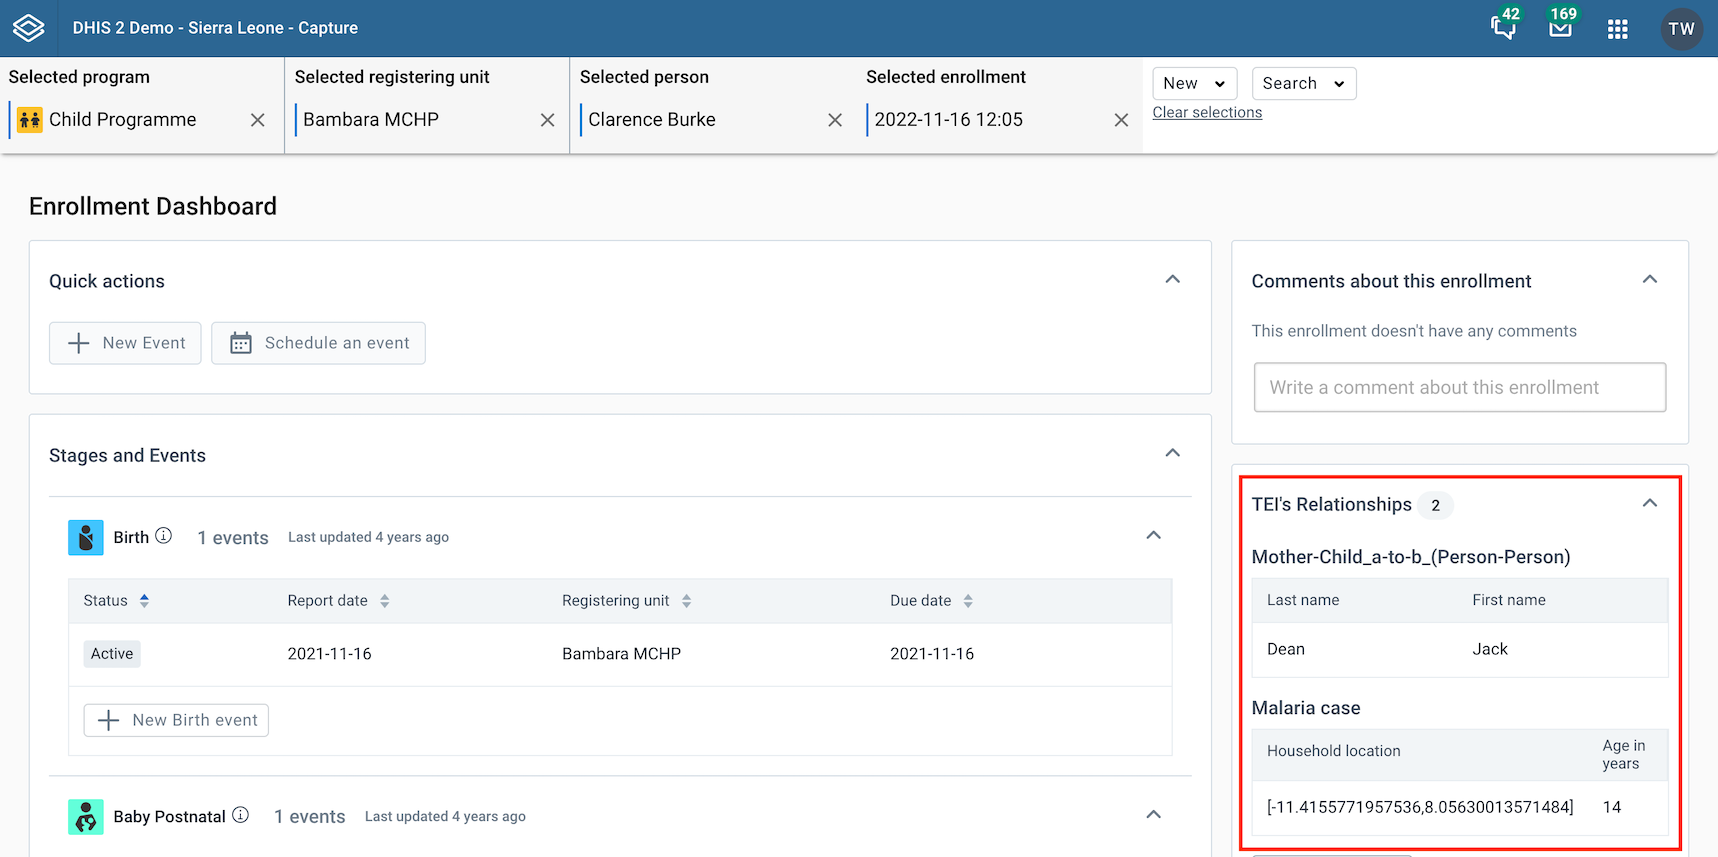 DHIS 2 Demo - Sierra Leone - Capture
42
169
TW
Selected program
Child Programme
Selected registering unit
Bambara MCHP
Selected person
Clarence Burke
Selected enrollment
2022-11-16 12:05
New
Search
Clear selections
Enrollment Dashboard
Quick actions
New Event
Schedule an event
Stages and Events
Birth
1 events
Last updated 4 years ago
Status
Report date
Registering unit
Due date
Active
2021-11-16
Bambara MCHP
2021-11-16
New Birth event
Baby Postnatal
1 events
Last updated 4 years ago
Comments about this enrollment
This enrollment doesn't have any comments
Write a comment about this enrollment
TEI's Relationships 2
Mother-Child_a-to-b_(Person-Person)
Last name
First name
Dean
Jack
Malaria case
Household location
Age in
years
[-11.4155771957536,8.05630013571484]
14